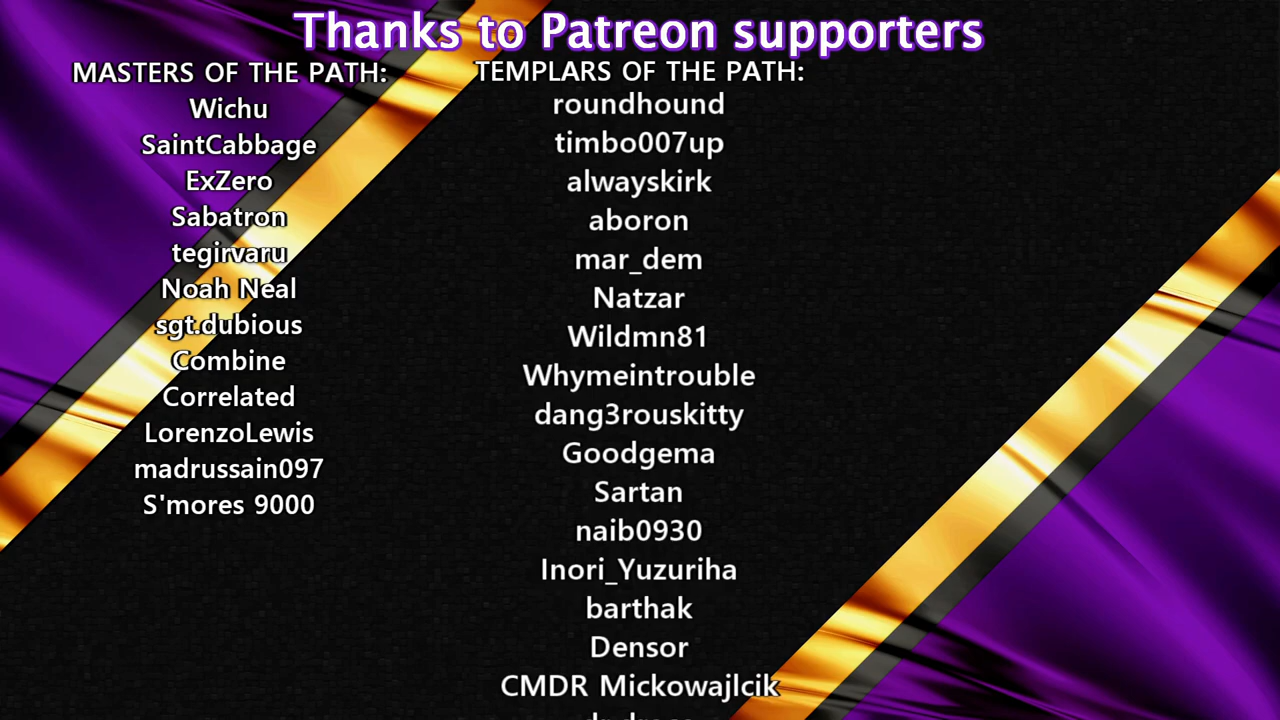 Thanks to Patreon supporters
MASTERS OF THE PATH:
Wichu
SaintCabbage
ExZero
Sabatron
tegirvaru
Noah Neal
sgt.dubious
Combine
Correlated
LorenzoLewis
madrussain097
S'mores 9000
TEMPLARS OF THE PATH:
roundhound
timbo007up
alwayskirk
aboron
mar_dem
Natzar
Wildmn81
Whymeintrouble
dang3rouskitty
Goodgema
Sartan
naib0930
Inori_Yuzuriha
barthak
Densor
CMDR Mickowajlcik